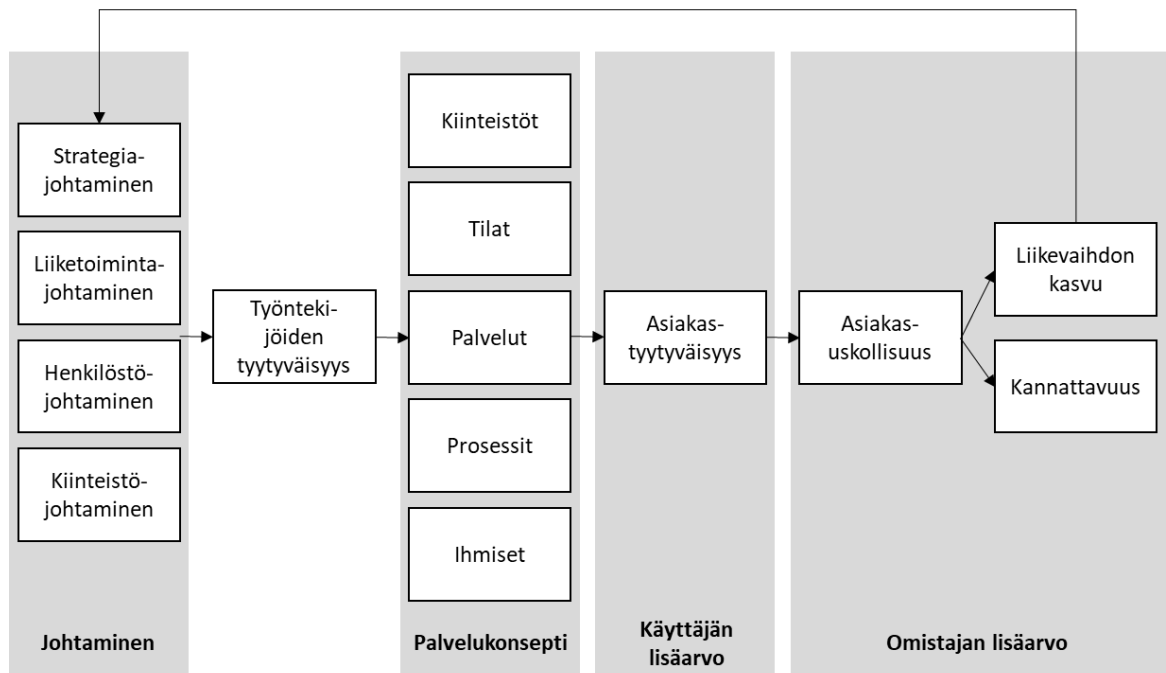 Strategia-
johtaminen
Liiketoiminta-
johtaminen
Henkilöstö-
johtaminen
Kiinteistö-
johtaminen
Johtaminen
Työnteki-
jöiden
tyytyväisyys
Kiinteistöt
Tilat
Palvelut
Prosessit
Ihmiset
Palvelukonsepti
Asiakas-
tyytyväisyys
Käyttäjän
lisäarvo
Asiakas-
uskollisuus
Liikevaihdon
kasvu
Kannattavuus
Omistajan lisäarvo